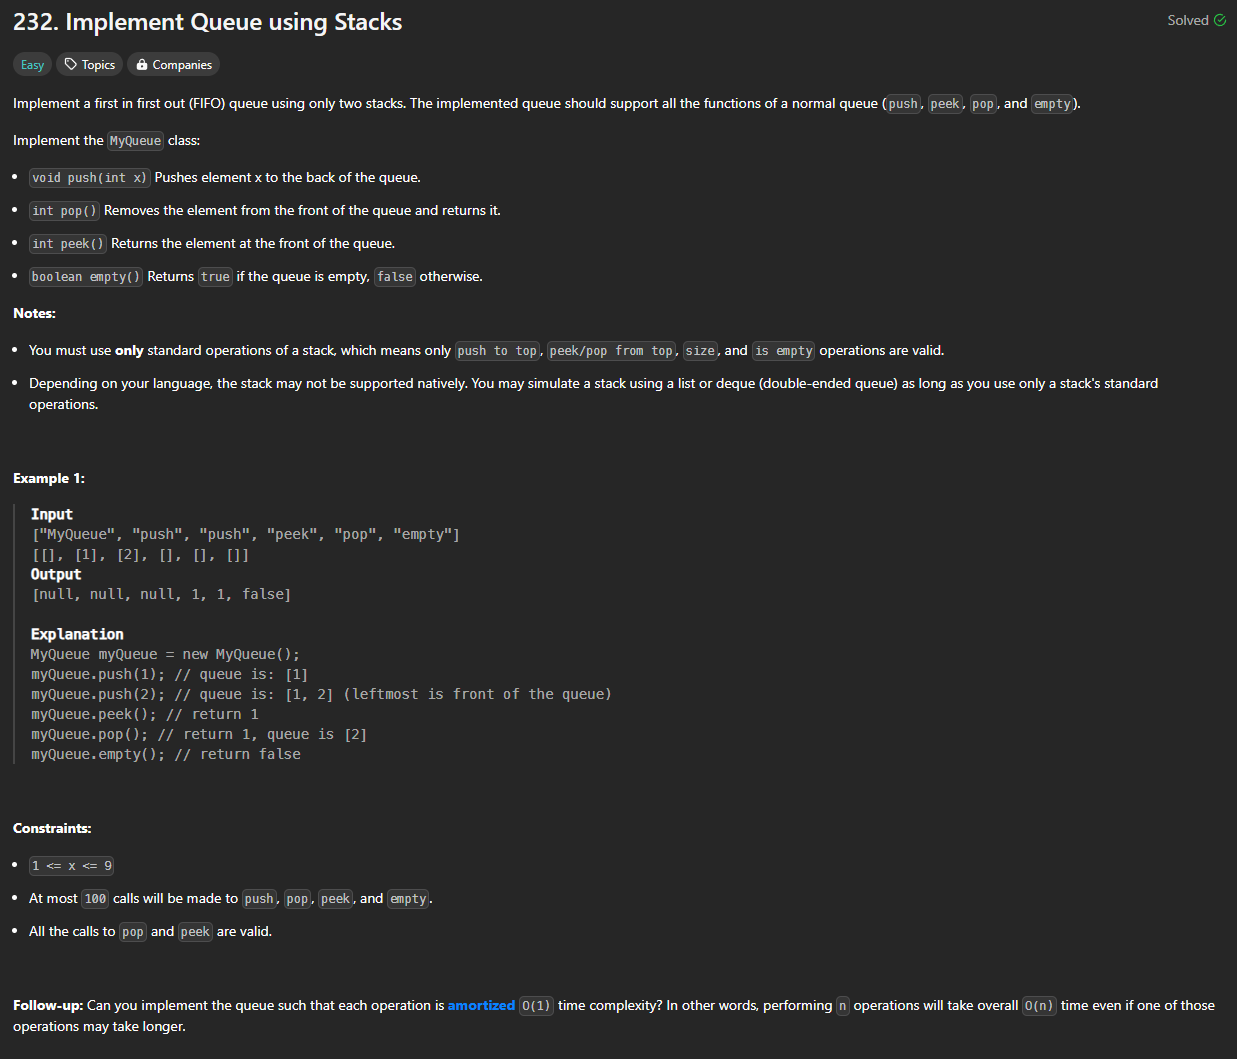 232. Implement Queue using Stacks
Solved
Easy
Topics
Companies
Implement a first in first out (FIFO) queue using only two stacks. The implemented queue should support all the functions of a normal queue (push, peek, pop, and empty).
Implement the MyQueue class:
• void push(int x) Pushes element x to the back of the queue.
• int pop() Removes the element from the front of the queue and returns it.
• int peek() Returns the element at the front of the queue.
• boolean empty() Returns true if the queue is empty, false otherwise.
Notes:
• You must use only standard operations of a stack, which means only push to top, peek/pop from top, size, and is empty operations are valid.
• Depending on your language, the stack may not be supported natively. You may simulate a stack using a list or deque (double-ended queue) as long as you use only a stack's standard
operations.
Example 1:
Input
["MyQueue", "push", "push", "peek", "pop", "empty"]
[[], [1], [2], [], [], []]
Output
[null, null, null, 1, 1, false]
Explanation
MyQueue myQueue = new MyQueue();
myQueue.push(1); // queue is: [1]
myQueue.push(2); // queue is: [1, 2] (leftmost is front of the queue)
myQueue.peek(); // return 1
myQueue.pop(); // return 1, queue is [2]
myQueue.empty(); // return false
Constraints:
• 1 <= x <= 9
• At most 100 calls will be made to push, pop, peek, and empty.
• All the calls to pop and peek are valid.
Follow-up: Can you implement the queue such that each operation is amortized O(1) time complexity? In other words, performing n operations will take overall O(n) time even if one of those
operations may take longer.